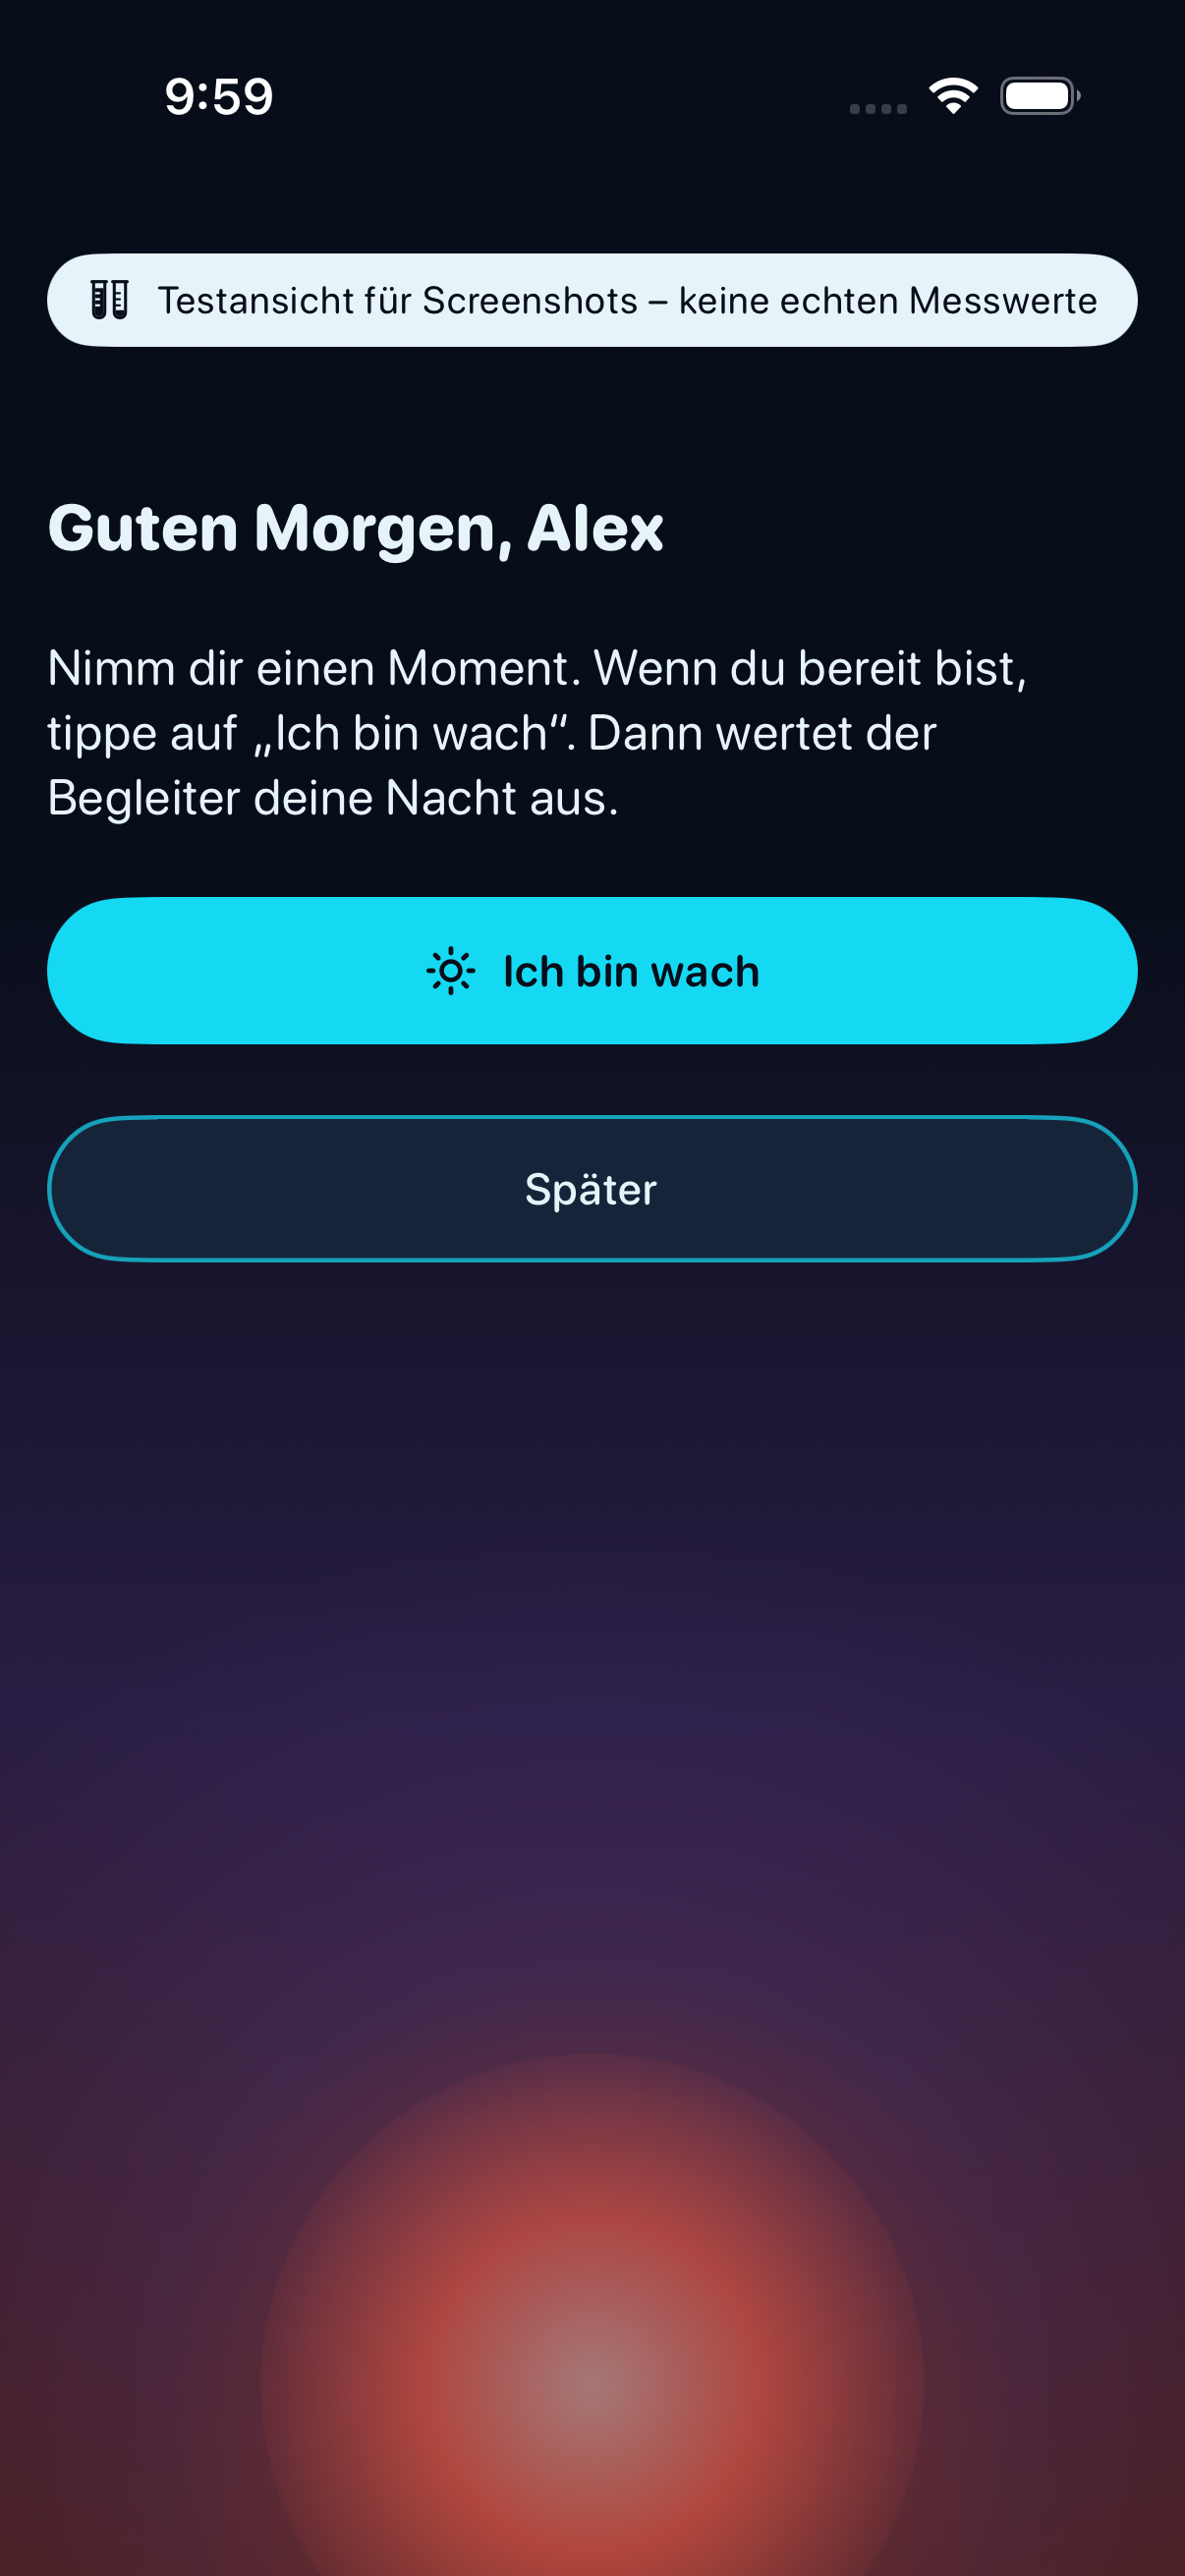 9:59
Testansicht für Screenshots – keine echten Messwerte
Guten Morgen, Alex
Nimm dir einen Moment. Wenn du bereit bist,
tippe auf „Ich bin wach“. Dann wertet der
Begleiter deine Nacht aus.
Ich bin wach
Später